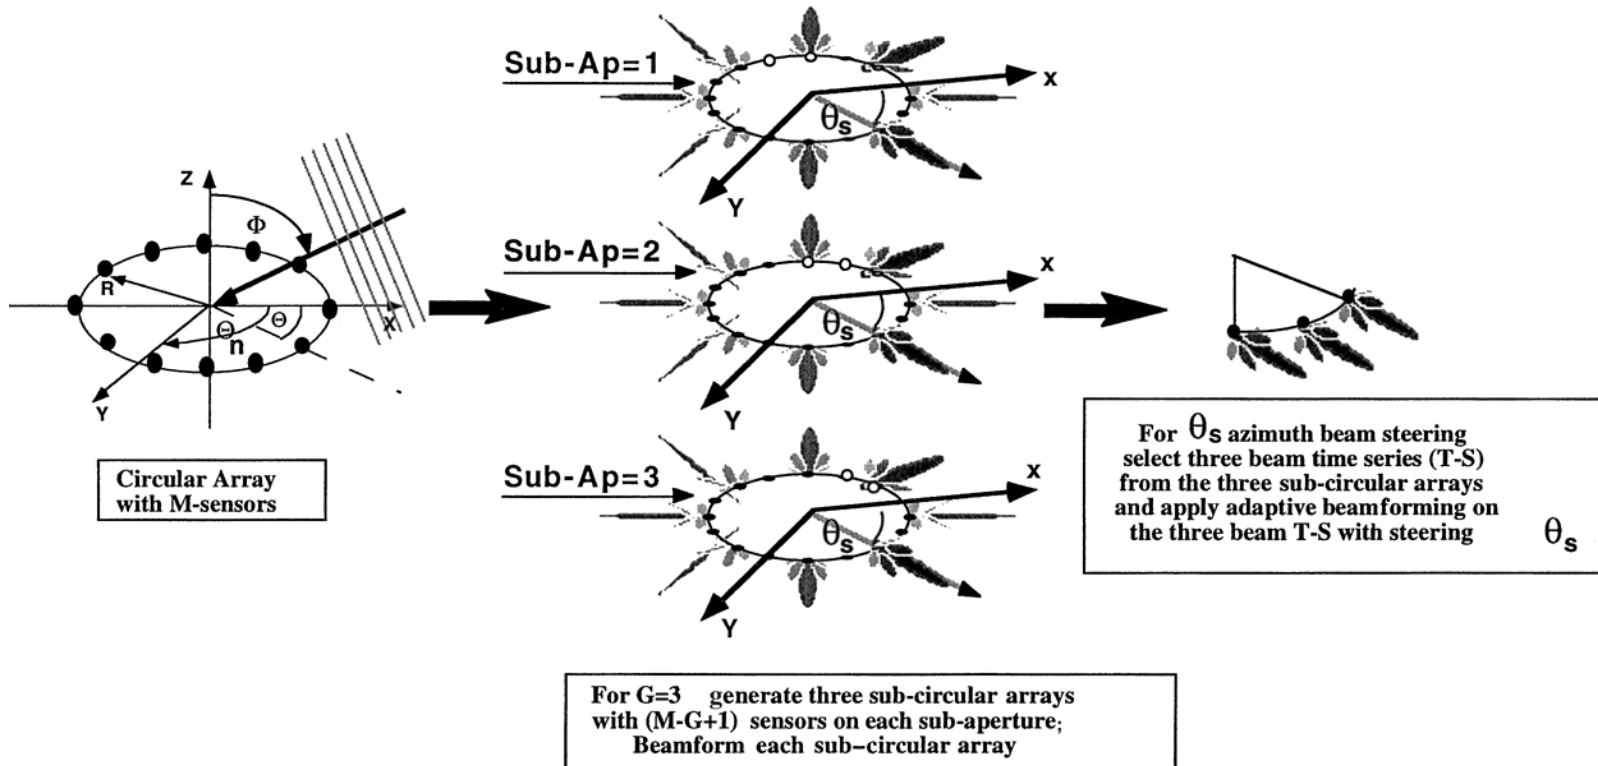 Z
Φ
R
Θ
Θ
n
X
Y
Circular Array
with M-sensors
Sub-Ap=1
x
θs
Y
Sub-Ap=2
x
θs
Y
Sub-Ap=3
x
θs
Y
For G=3 generate three sub-circular arrays
with (M-G+1) sensors on each sub-aperture;
Beamform each sub-circular array
For θs azimuth beam steering
select three beam time series (T-S)
from the three sub-circular arrays
and apply adaptive beamforming on
the three beam T-S with steering θs